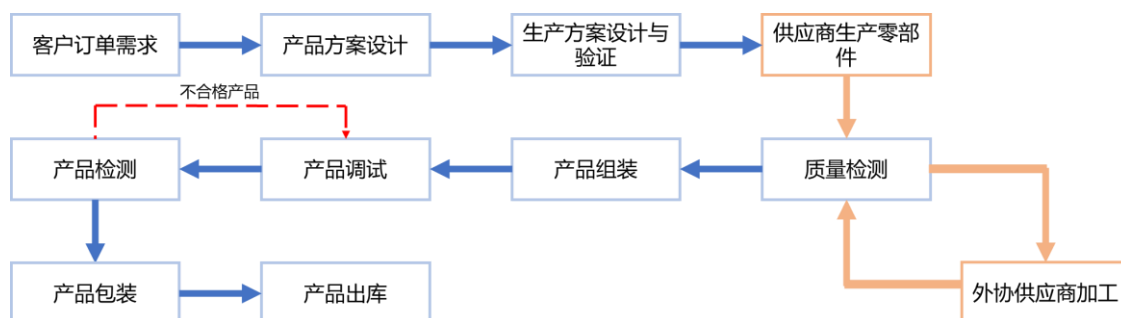 客户订单需求
产品方案设计
生产方案设计与
验证
供应商生产零部
件
不合格产品
产品检测
产品调试
产品组装
质量检测
产品包装
产品出库
外协供应商加工